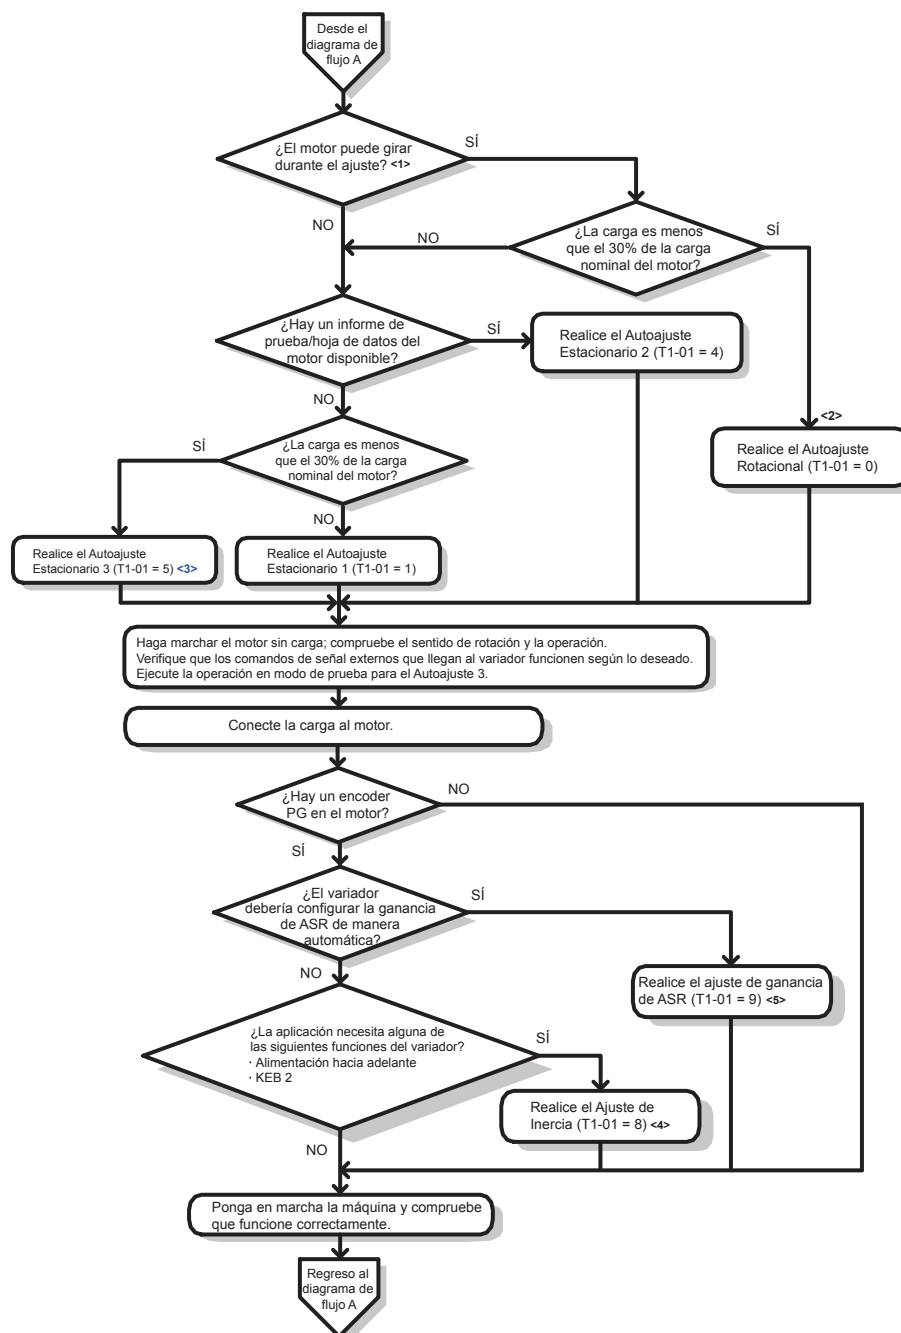 Desde el
diagrama de
flujo A
¿El motor puede girar
durante el ajuste? <1>
SÍ
NO
¿La carga es menos
que el 30% de la carga
nominal del motor?
SÍ
NO
¿Hay un informe de
prueba/hoja de datos del
motor disponible?
SÍ
Realice el Autoajuste
Estacionario 2 (T1-01 = 4)
NO
<2>
Realice el Autoajuste
Rotacional (T1-01 = 0)
¿La carga es menos
que el 30% de la carga
nominal del motor?
SÍ
NO
Realice el Autoajuste
Estacionario 3 (T1-01 = 5) <3>
Realice el Autoajuste
Estacionario 1 (T1-01 = 1)
Haga marchar el motor sin carga; compruebe el sentido de rotación y la operación.
Verifique que los comandos de señal externos que llegan al variador funcionen según lo deseado.
Ejecute la operación en modo de prueba para el Autoajuste 3.
Conecte la carga al motor.
¿Hay un encoder
PG en el motor?
NO
SÍ
¿El variador
debería configurar la ganancia
de ASR de manera
automática?
SÍ
NO
Realice el ajuste de ganancia
de ASR (T1-01 = 9) <5>
¿La aplicación necesita alguna de
las siguientes funciones del variador?
· Alimentación hacia adelante
· KEB 2
SÍ
Realice el Ajuste de
Inercia (T1-01 = 8) <4>
NO
Ponga en marcha la máquina y compruebe
que funcione correctamente.
Regreso al
diagrama de
flujo A